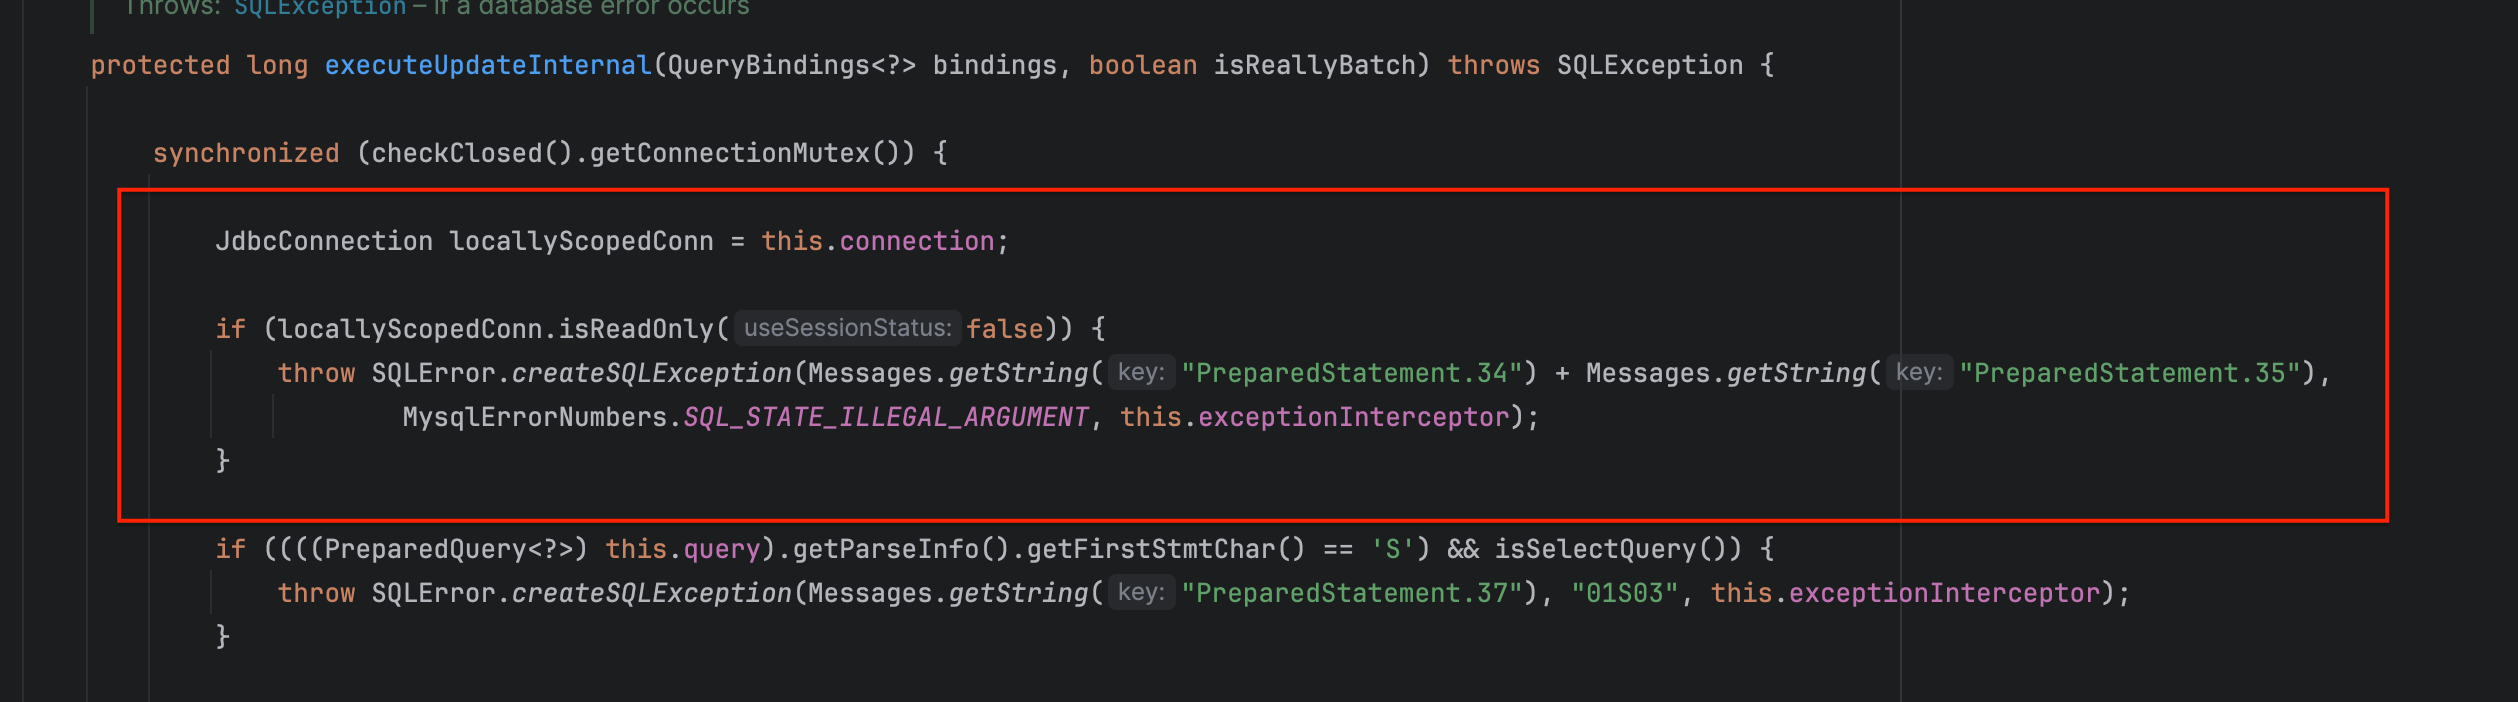 Throws: SQLException – if a database error occurs
protected long executeUpdateInternal(QueryBindings<?> bindings, boolean isReallyBatch) throws SQLException {
synchronized (checkClosed().getConnectionMutex()) {
JdbcConnection locallyScopedConn = this.connection;
if (locallyScopedConn.isReadOnly( useSessionStatus: false)) {
throw SQLError.createSQLException(Messages.getString( key: "PreparedStatement.34") + Messages.getString( key: "PreparedStatement.35"),
MysqlErrorNumbers.SQL_STATE_ILLEGAL_ARGUMENT, this.exceptionInterceptor);
}
if ((((PreparedQuery<?>) this.query).getParseInfo().getFirstStmtChar() == 'S') && isSelectQuery()) {
throw SQLError.createSQLException(Messages.getString( key: "PreparedStatement.37"), "01S03", this.exceptionInterceptor);
}